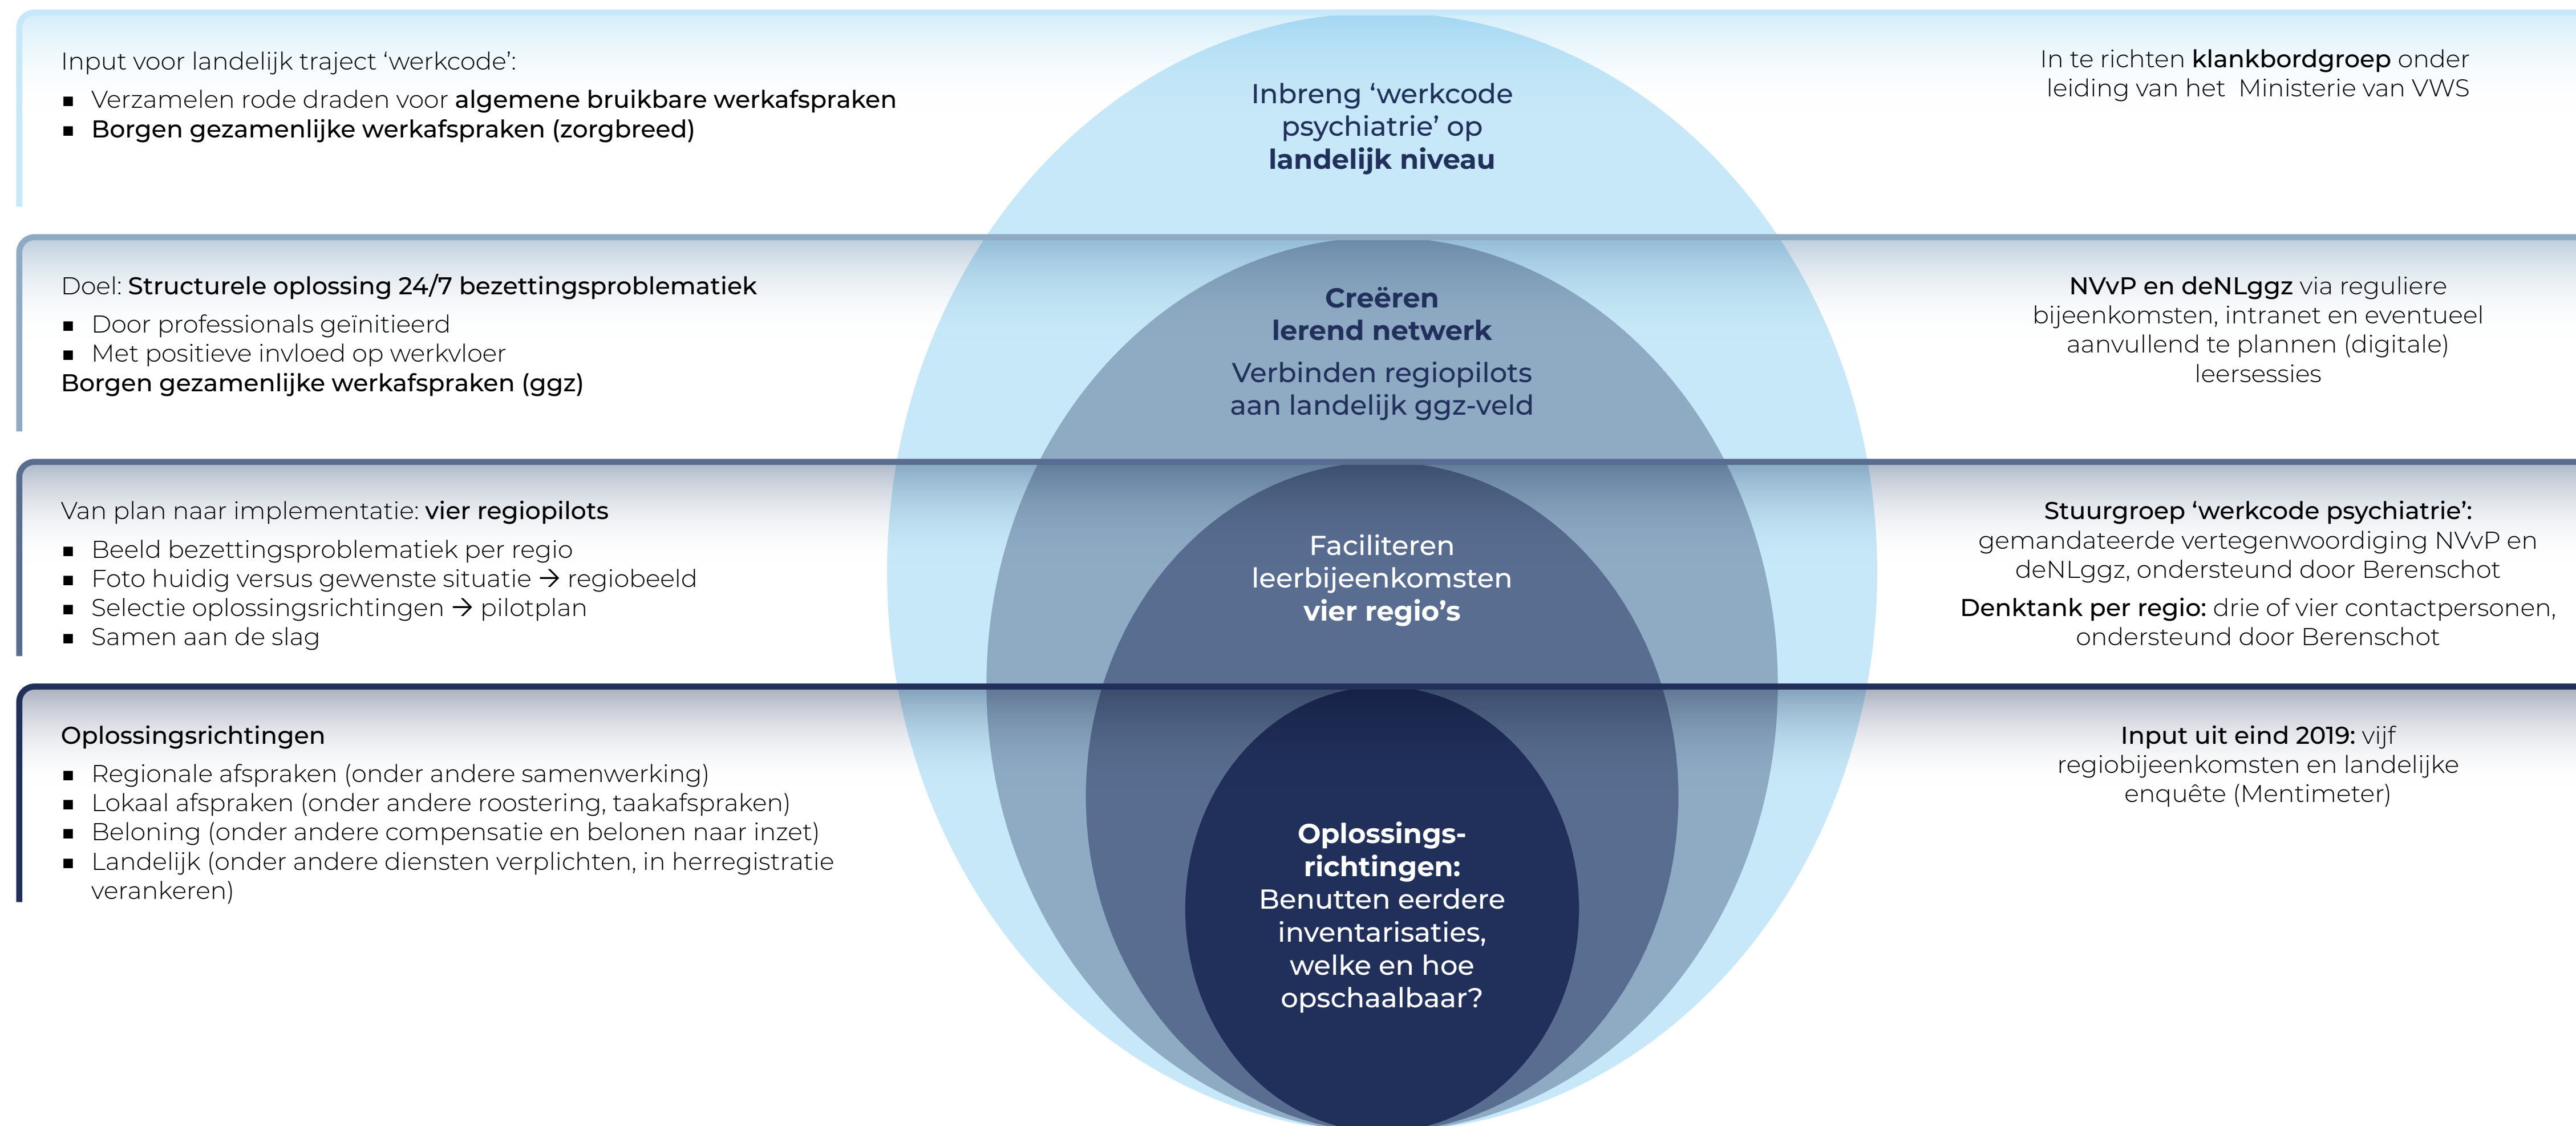 Input voor landelijk traject ‘werkcode’:
▪ Verzamelen rode draden voor algemene bruikbare werkafspraken
▪ Borgen gezamenlijke werkafspraken (zorgbreed)
Inbreng ‘werkcode
psychiatrie’ op
landelijk niveau
In te richten klankbordgroep onder
leiding van het Ministerie van VWS
Doel: Structurele oplossing 24/7 bezettingsproblematiek
▪ Door professionals geïnitieerd
▪ Met positieve invloed op werkvloer
Borgen gezamenlijke werkafspraken (ggz)
Creëren
lerend netwerk
Verbinden regiopilots
aan landelijk ggz-veld
NVvP en deNLggz via reguliere
bijeenkomsten, intranet en eventueel
aanvullend te plannen (digitale)
leersessies
Van plan naar implementatie: vier regiopilots
▪ Beeld bezettingsproblematiek per regio
▪ Foto huidig versus gewenste situatie → regiobeeld
▪ Selectie oplossingsrichtingen → pilotplan
▪ Samen aan de slag
Faciliteren
leerbijeenkomsten
vier regio’s
Stuurgroep ‘werkcode psychiatrie’:
gemandateerde vertegenwoordiging NVvP en
deNLggz, ondersteund door Berenschot
Denktank per regio: drie of vier contactpersonen,
ondersteund door Berenschot
Oplossingsrichtingen
▪ Regionale afspraken (onder andere samenwerking)
▪ Lokaal afspraken (onder andere roostering, taakafspraken)
▪ Beloning (onder andere compensatie en belonen naar inzet)
▪ Landelijk (onder andere diensten verplichten, in herregistratie
verankeren)
Oplossings-
richtingen:
Benutten eerdere
inventarisaties,
welke en hoe
opschaalbaar?
Input uit eind 2019: vijf
regiobijeenkomsten en landelijke
enquête (Mentimeter)